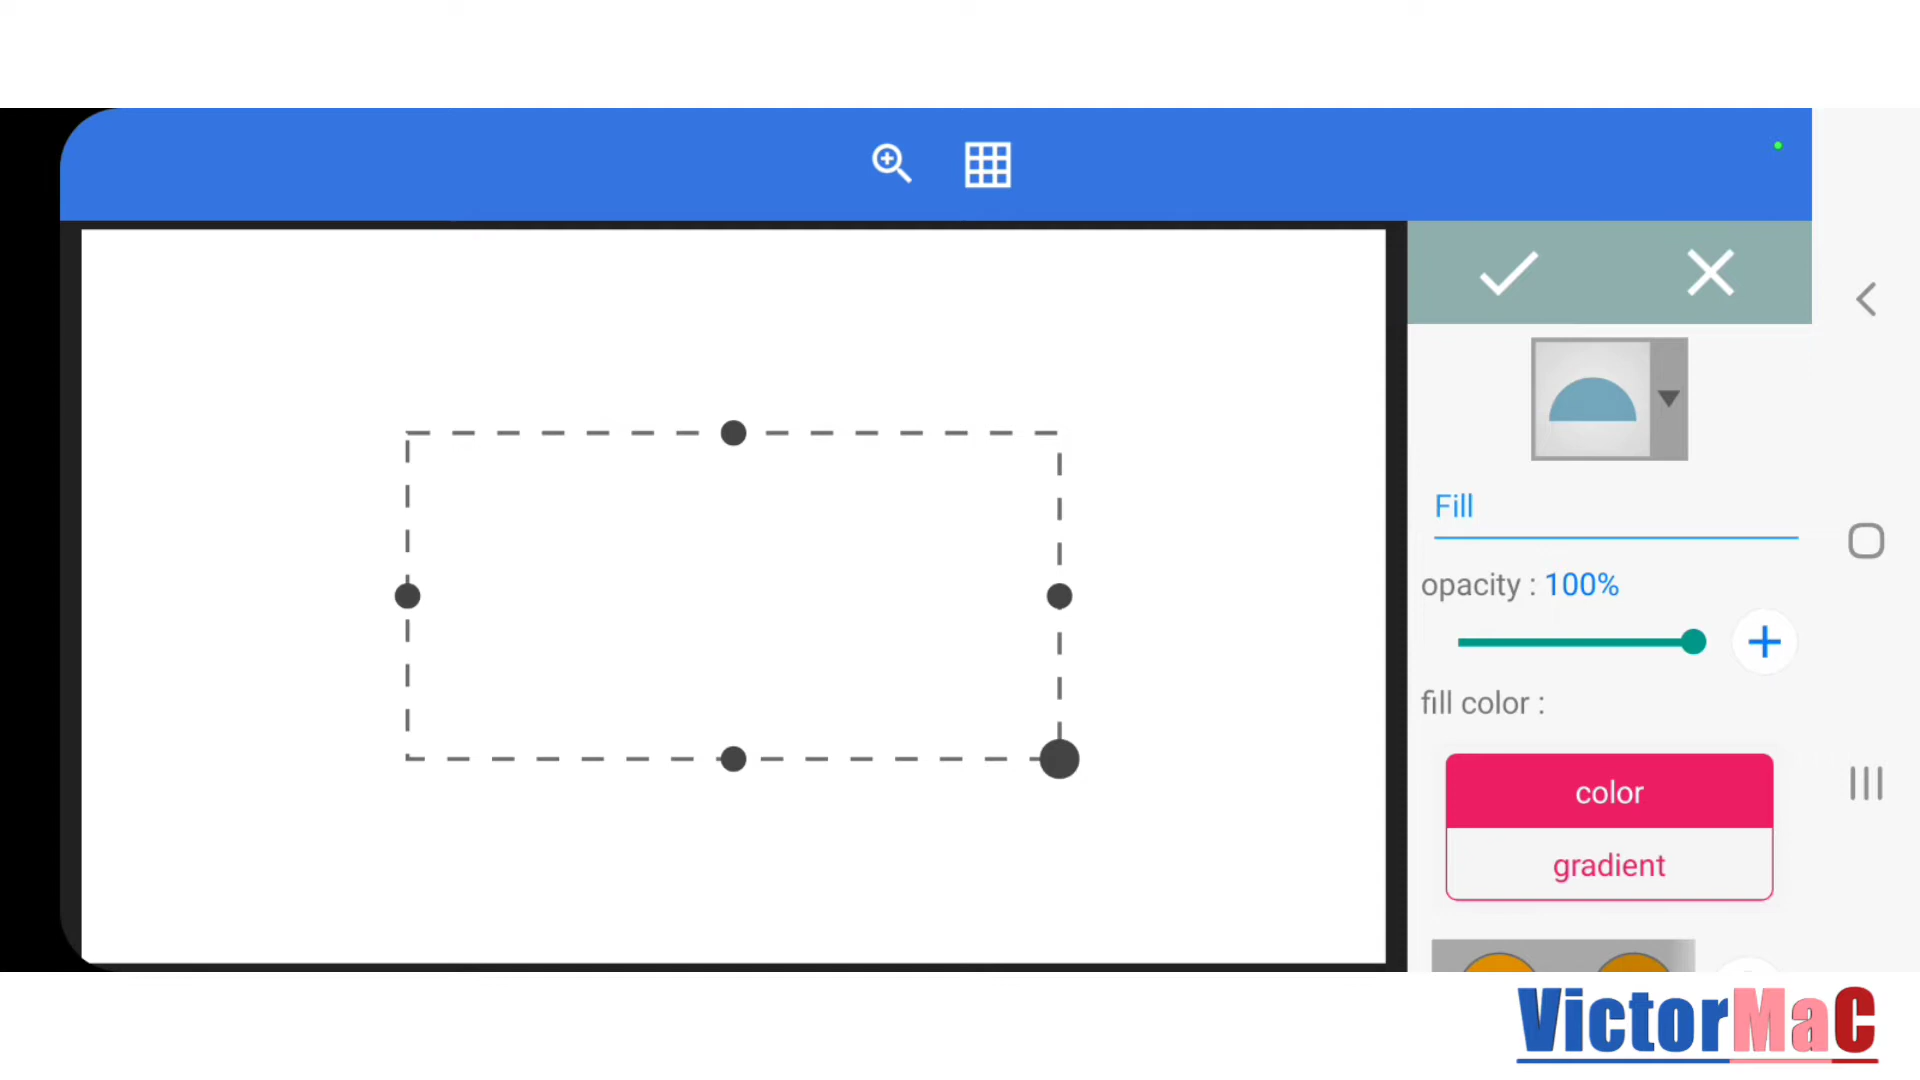 Fill
opacity : 100%
fill color :
color
gradient
VictorMaC